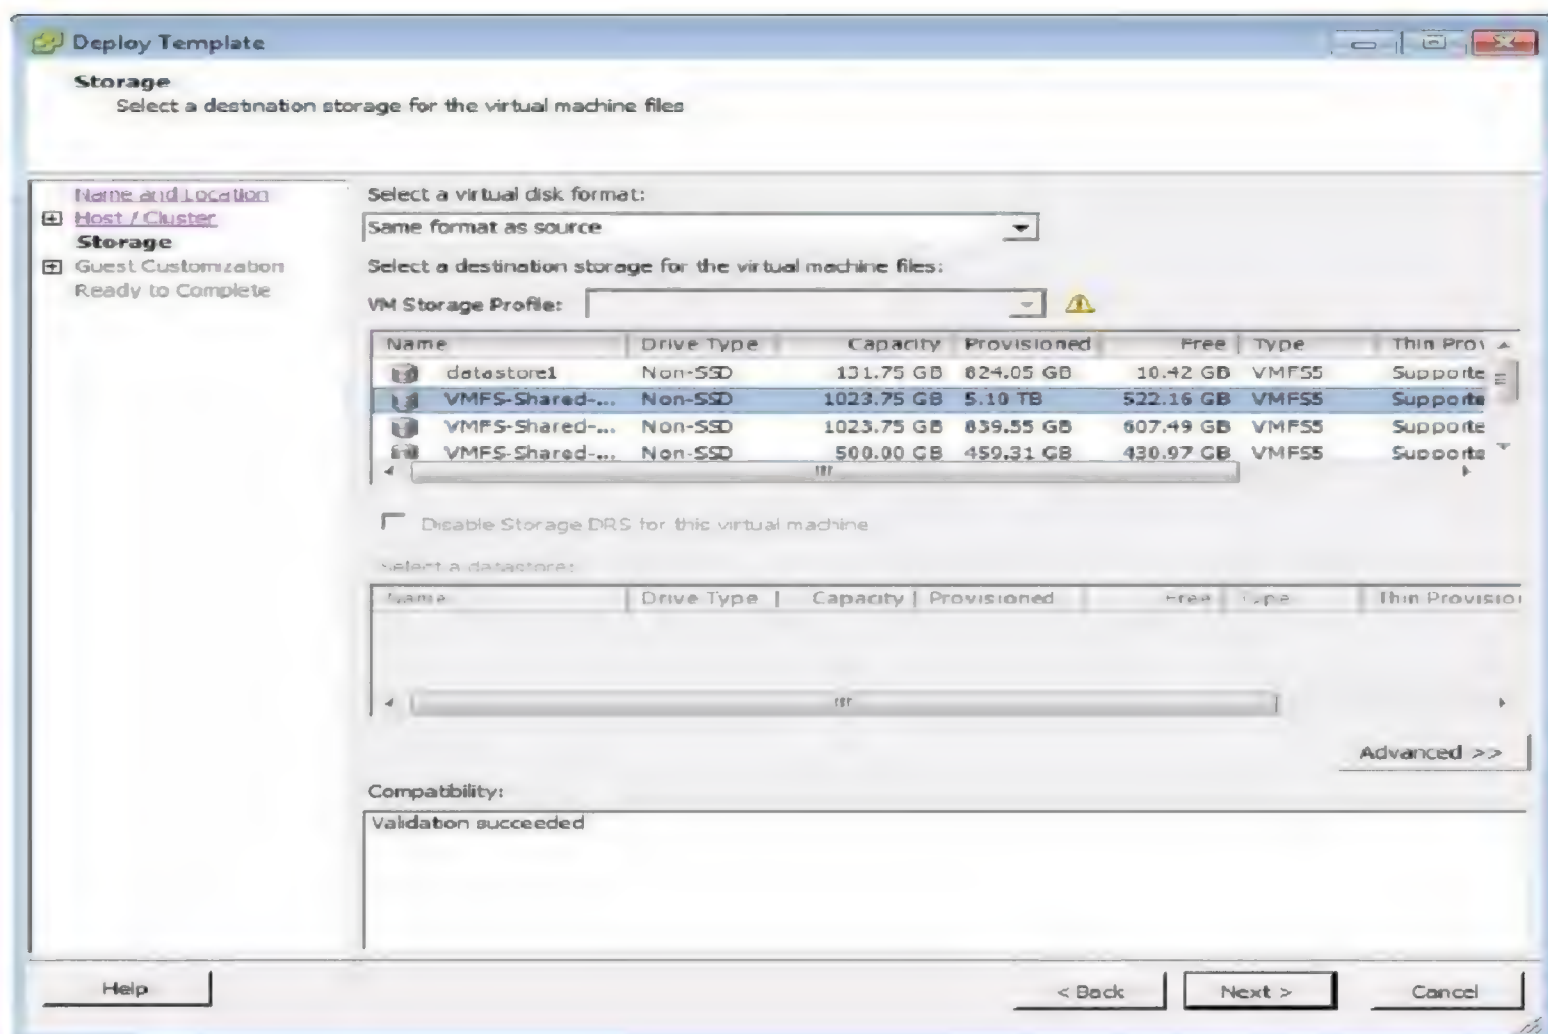 Deploy Template
Storage
Select a destination storage for the virtual machine files
Name and Location
Host / Cluster
Storage
Guest Customization
Ready to Complete
Select a virtual disk format:
Same format as source
Select a destination storage for the virtual machine files:
VM Storage Profile:
Name Drive Type Capacity Provisioned Free Type Thin Prov
datastore1 Non-SSD 131.75 GB 824.05 GB 10.42 GB VMFS5 Supporte
VMFS-Shared-... Non-SSD 1023.75 GB 5.10 TB 522.16 GB VMFS5 Supporte
VMFS-Shared-... Non-SSD 1023.75 GB 839.55 GB 607.49 GB VMFS5 Supporte
VMFS-Shared-... Non-SSD 500.00 GB 459.31 GB 430.97 GB VMFS5 Supporte
Disable Storage DRS for this virtual machine
Select a datastore:
Name Drive Type Capacity Provisioned Free Type Thin Provision
Advanced >>
Compatibility:
Validation succeeded
Help
< Back
Next >
Cancel